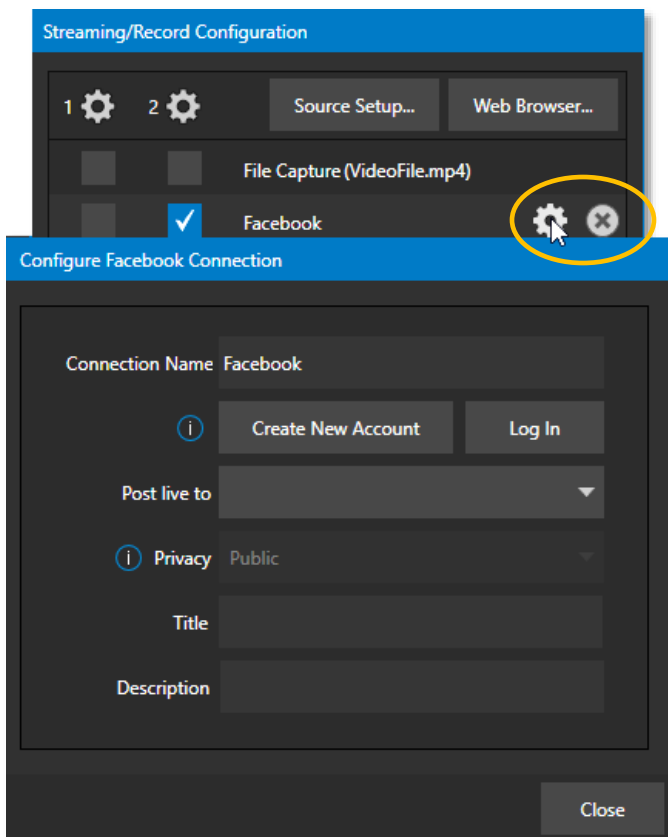 Streaming/Record Configuration
1 2 Source Setup... Web Browser...
File Capture (VideoFile.mp4)
Facebook
Configure Facebook Connection
Connection Name Facebook
i Create New Account Log In
Post live to
i Privacy Public
Title
Description
Close